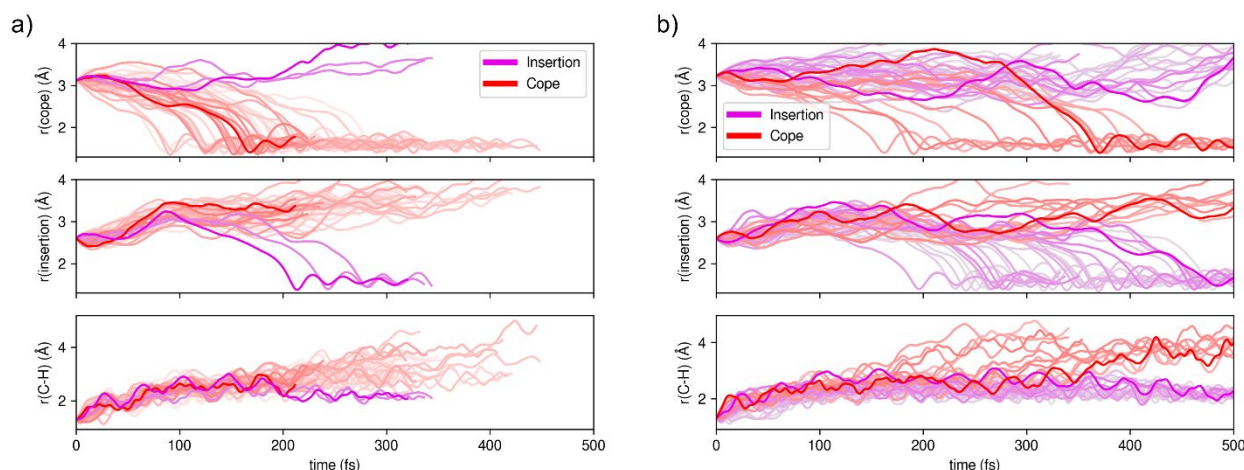 a)
r(cope) (Å)
4
3
2
Insertion
Cope
r(insertion) (Å)
4
3
2
r(C-H) (Å)
4
2
0 100 200 300 400 500
time (fs)
b)
r(cope) (Å)
4
3
2
Insertion
Cope
r(insertion) (Å)
4
3
2
r(C-H) (Å)
4
2
0 100 200 300 400 500
time (fs)